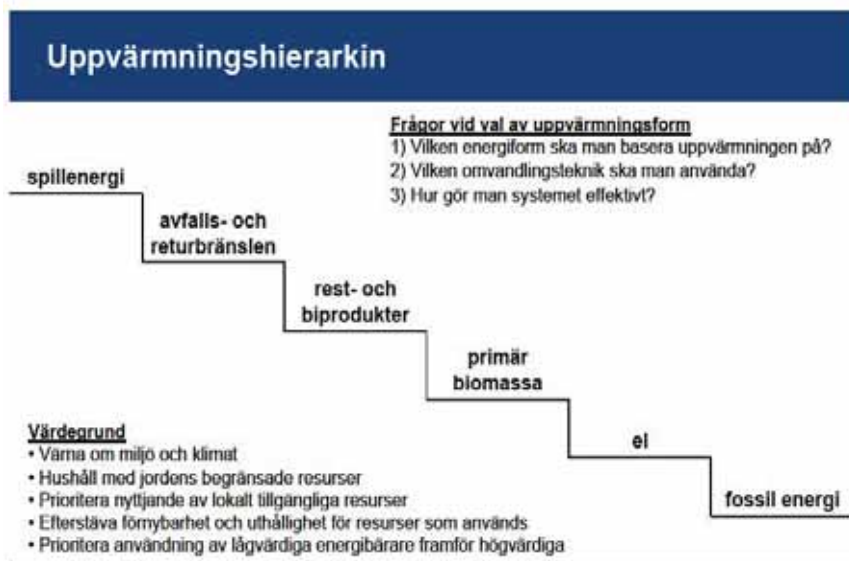 Uppvärmningshierarkin
Frågor vid val av uppvärmningsform
1) Vilken energiform ska man basera uppvärmningen på?
2) Vilken omvandlingsteknik ska man använda?
3) Hur gör man systemet effektivt?
spillenergi
avfalls- och
returbränslen
rest- och
biprodukter
primär
biomassa
el
fossil energi
Värdegrund
• Värna om miljö och klimat
• Hushåll med jordens begränsade resurser
• Prioritera nyttjande av lokalt tillgängliga resurser
• Efterstäva förnybarhet och uthållighet för resurser som används
• Prioritera användning av lågvärdiga energibärare framför högvärdiga